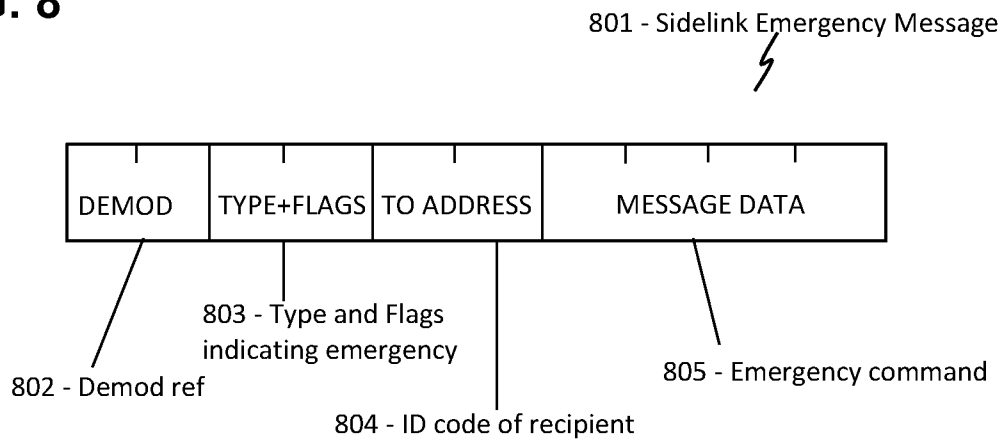 8
801 - Sidelink Emergency Message
DEMOD TYPE+FLAGS TO ADDRESS MESSAGE DATA
803 - Type and Flags
indicating emergency
805 - Emergency command
802 - Demod ref
804 - ID code of recipient